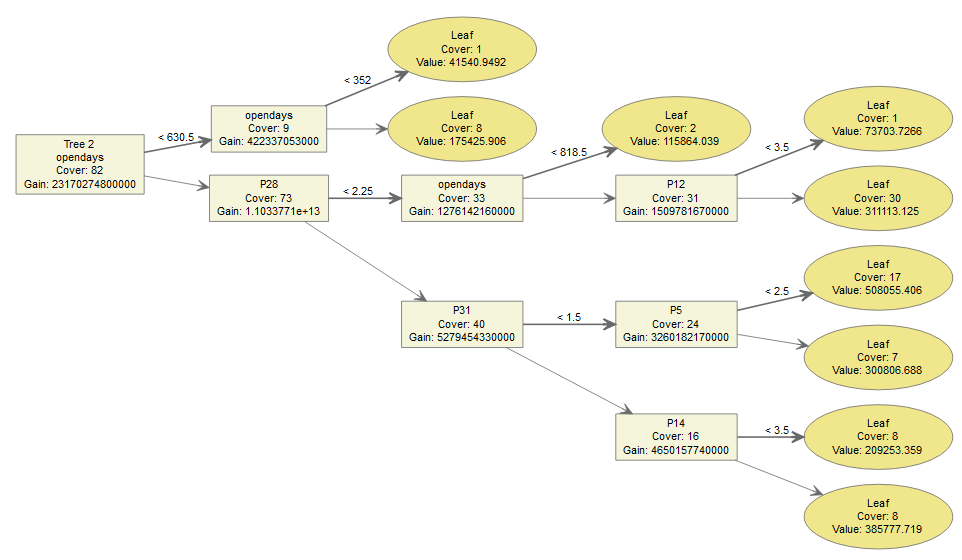 Leaf
Cover: 1
Value: 41540.9492
< 352
opendays
Cover: 9
Gain: 422337053000
Leaf
Cover: 8
Value: 175425.906
< 630.5
Tree 2
opendays
Cover: 82
Gain: 23170274800000
P28
Cover: 73
Gain: 1.1033771e+13
< 2.25
opendays
Cover: 33
Gain: 1276142160000
< 818.5
Leaf
Cover: 2
Value: 115864.039
P12
Cover: 31
Gain: 1509781670000
< 3.5
Leaf
Cover: 1
Value: 73703.7266
Leaf
Cover: 30
Value: 311113.125
P31
Cover: 40
Gain: 5279454330000
< 1.5
P5
Cover: 24
Gain: 3260182170000
< 2.5
Leaf
Cover: 17
Value: 508055.406
Leaf
Cover: 7
Value: 300806.688
P14
Cover: 16
Gain: 4650157740000
< 3.5
Leaf
Cover: 8
Value: 209253.359
Leaf
Cover: 8
Value: 385777.719